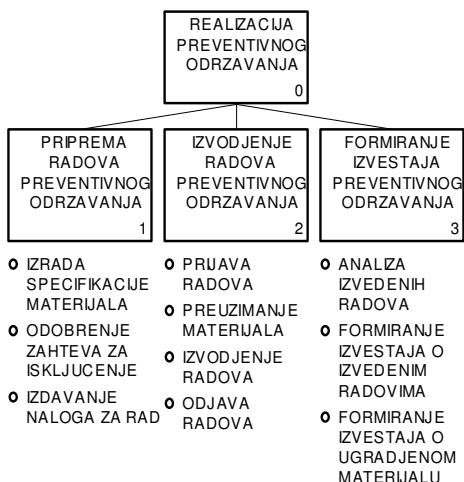 REALIZACIJA
PREVENTIVNOG
ODRZAVANJA
0
PRIPREMA
RADOVA
PREVENTIVNOG
ODRZAVANJA
1
IZVODJENJE
RADOVA
PREVENTIVNOG
ODRZAVANJA
2
FORMIRANJE
IZVESTAJA
PREVENTIVNOG
ODRZAVANJA
3
IZRADA
SPECIFIKACIJE
MATERIJALA
ODOBRENJE
ZAHTEVA ZA
ISKLJUCENJE
IZDAVANJE
NALOGA ZA RAD
PRIJAVA
RADOVA
PREUZIMANJE
MATERIJALA
IZVODJENJE
RADOVA
ODJAVA
RADOVA
ANALIZA
IZVEDENIH
RADOVA
FORMIRANJE
IZVESTAJA O
IZVEDENIM
RADOVIMA
FORMIRANJE
IZVESTAJA O
UGRADJENOM
MATERIJALU